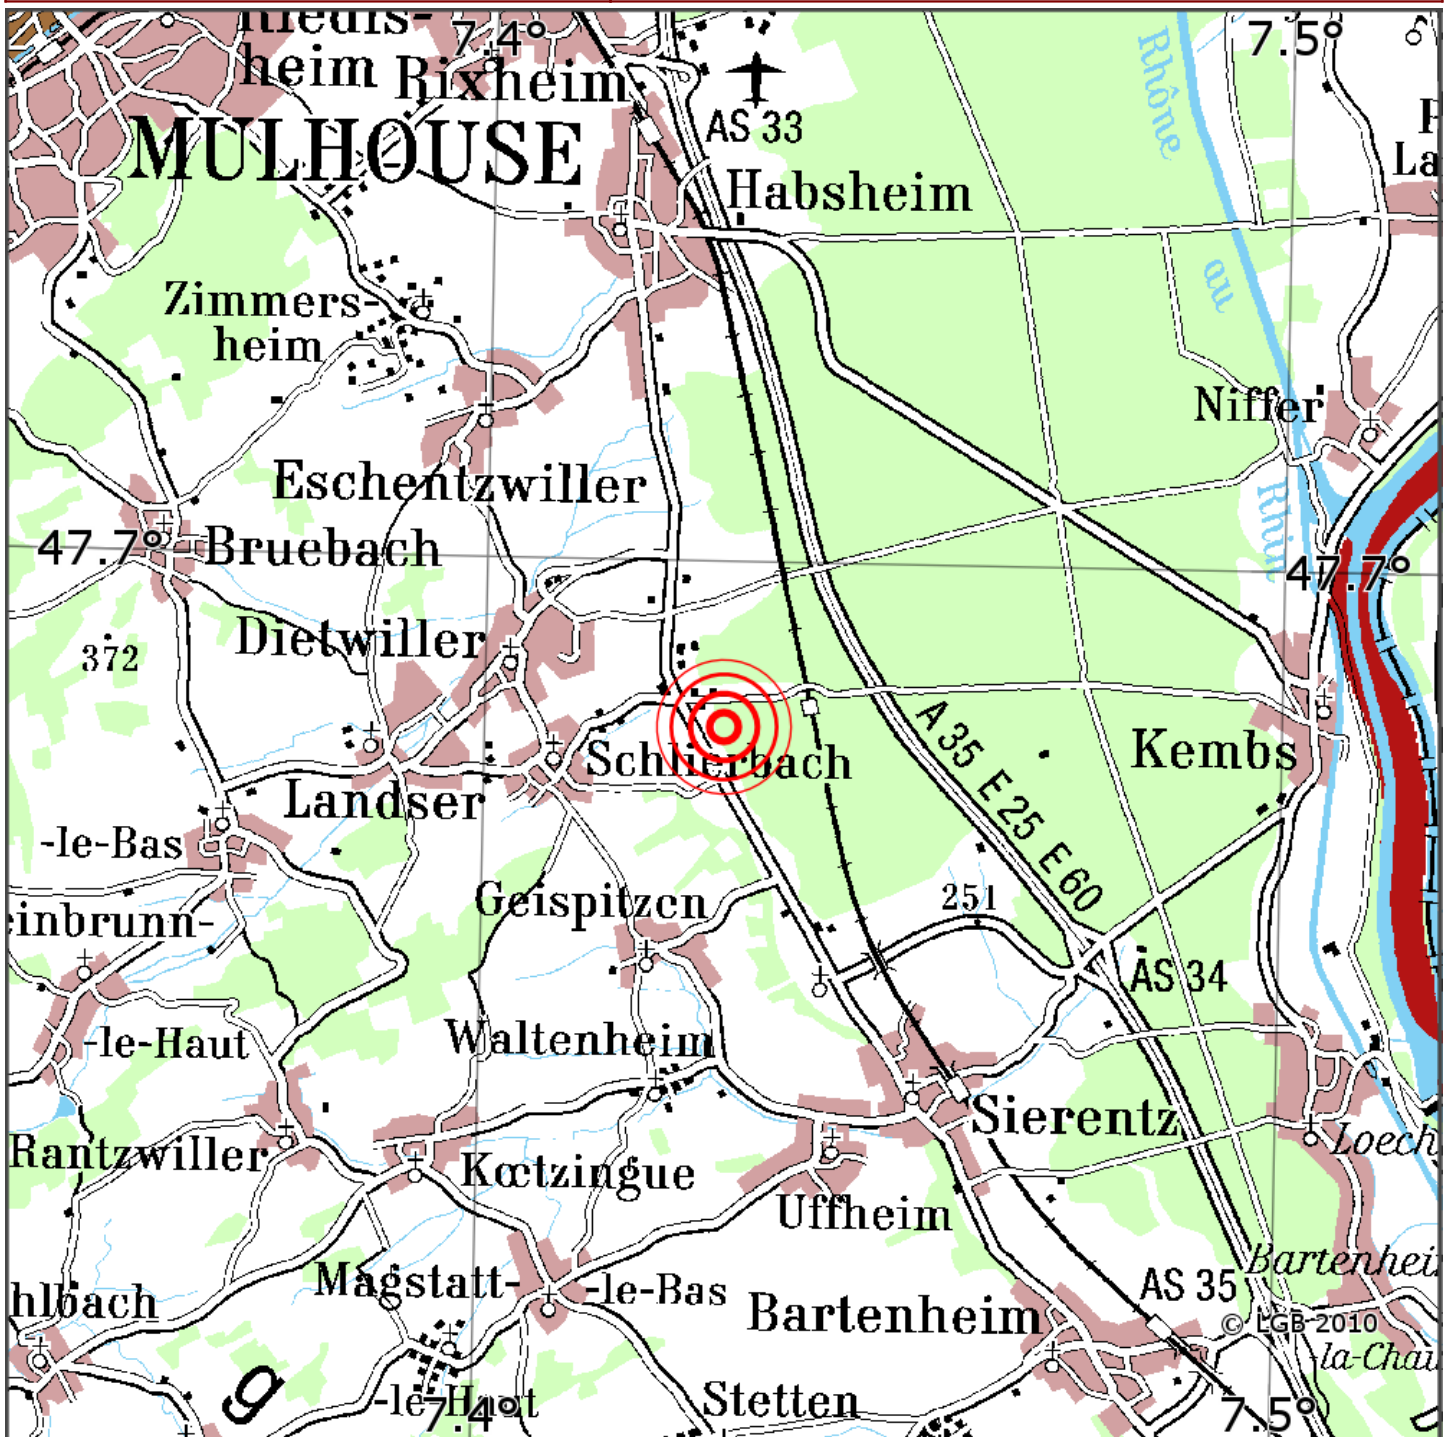 7.4°
7.5°
heim Rixheim
AS 33
MULHOUSE
Rhône
La
Habsheim
Zimmers-
heim
au
Niffer
Eschentzwiller
Rhin
47.7°
Bruebach
47.7°
Dietwiller
372
A 35 E 25 E 60
Schlierbach
Kembs
Landser
-le-Bas
Geispitzen
251
einbrunn-
AS 34
-le-Haut
Waltenheim
Sierentz
Rantzwiller
Kœtzingue
Loech
Uffheim
Bartenhei
Magstatt-
-le-Bas
AS 35
hlbach
Bartenheim
© LGB 2010
-la-Chau
g
-le-Haut
7.4°
Stetten
7.5°